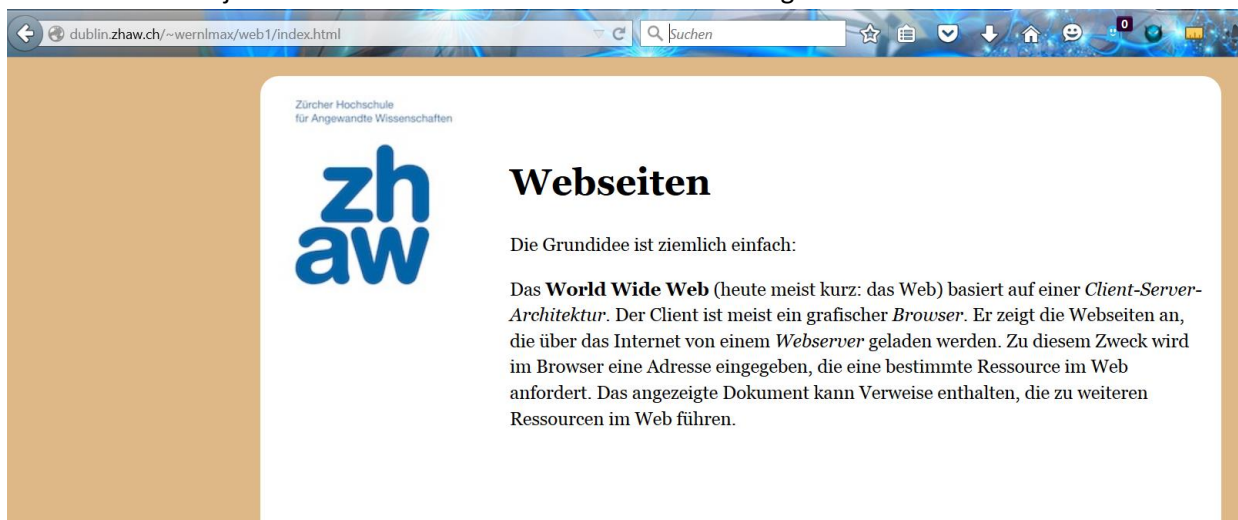 dublin.zhaw.ch/~wernlmax/web1/index.html
Suchen
0
Zürcher Hochschule
für Angewandte Wissenschaften
zh
aw
Webseiten
Die Grundidee ist ziemlich einfach:
Das World Wide Web (heute meist kurz: das Web) basiert auf einer Client-Server-
Architektur. Der Client ist meist ein grafischer Browser. Er zeigt die Webseiten an,
die über das Internet von einem Webserver geladen werden. Zu diesem Zweck wird
im Browser eine Adresse eingegeben, die eine bestimmte Ressource im Web
anfordert. Das angezeigte Dokument kann Verweise enthalten, die zu weiteren
Ressourcen im Web führen.